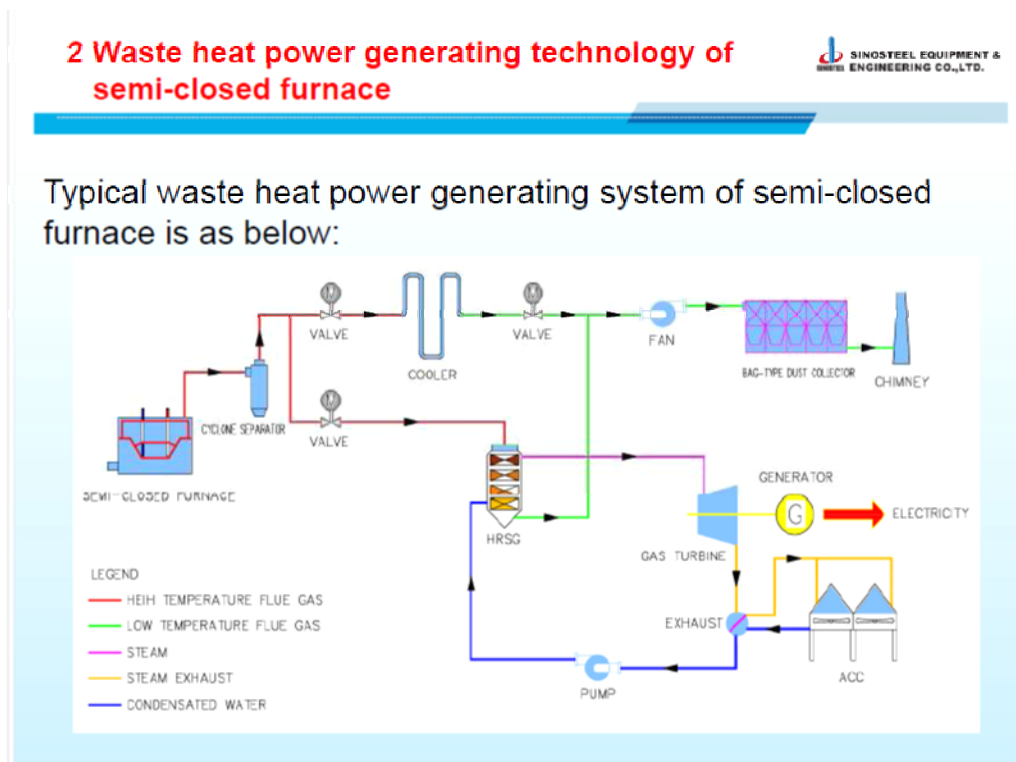 2 Waste heat power generating technology of
semi-closed furnace
SINOSTEEL EQUIPMENT &
ENGINEERING CO.,LTD.
Typical waste heat power generating system of semi-closed
furnace is as below:
M
VALVE
COOLER
M
VALVE
FAN
BAG-TYPE DUST COLECTOR
CHIMNEY
CYCLONE SEPARATOR
M
VALVE
SEMI-CLOSED FURNAGE
HRSG
GENERATOR
G
ELECTRICITY
GAS TURBINE
EXHAUST
ACC
PUMP
LEGEND
HEIH TEMPERATURE FLUE GAS
LOW TEMPERATURE FLUE GAS
STEAM
STEAM EXHAUST
CONDENSATED WATER